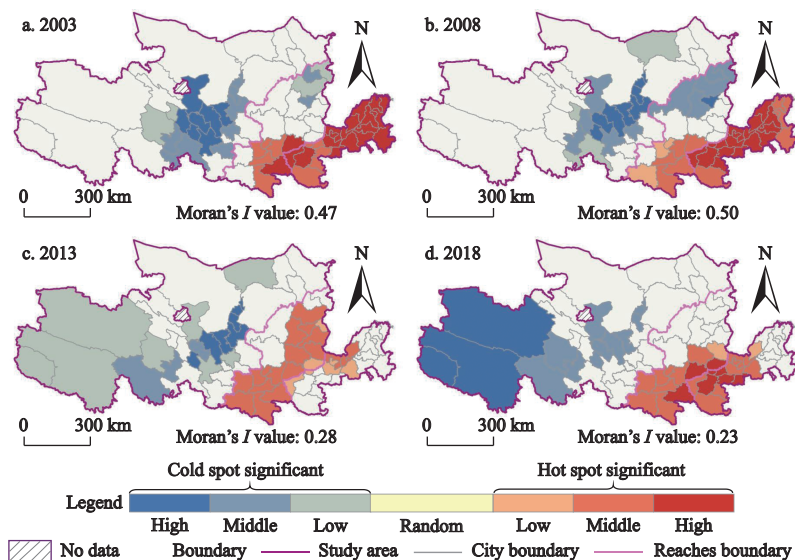 a. 2003
N
0 300 km
Moran's I value: 0.47
b. 2008
N
0 300 km
Moran's I value: 0.50
c. 2013
N
0 300 km
Moran's I value: 0.28
d. 2018
N
0 300 km
Moran's I value: 0.23
Cold spot significant Hot spot significant
Legend
High Middle Low Random Low Middle High
No data Boundary Study area City boundary Reaches boundary